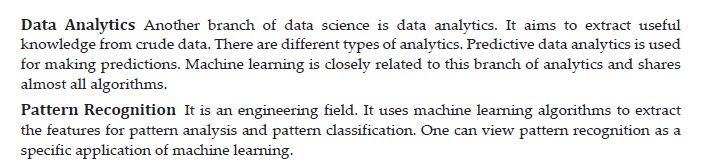 Data Analytics Another branch of data science is data analytics. It aims to extract useful
knowledge from crude data. There are different types of analytics. Predictive data analytics is used
for making predictions. Machine learning is closely related to this branch of analytics and shares
almost all algorithms.
Pattern Recognition It is an engineering field. It uses machine learning algorithms to extract
the features for pattern analysis and pattern classification. One can view pattern recognition as a
specific application of machine learning.